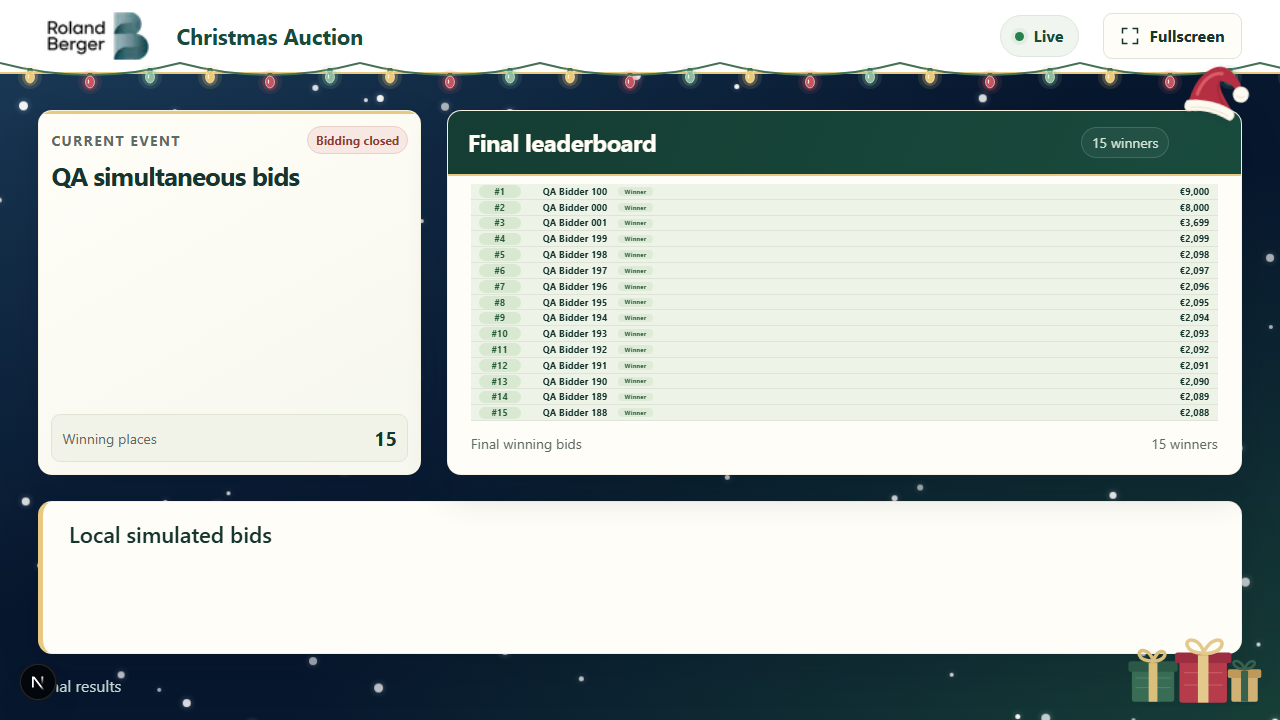 Roland
Berger
Christmas Auction
Live
Fullscreen
CURRENT EVENT
Bidding closed
QA simultaneous bids
Winning places
15
Final leaderboard
15 winners
#1 QA Bidder 100 Winner €9,000
#2 QA Bidder 000 Winner €8,000
#3 QA Bidder 001 Winner €3,699
#4 QA Bidder 199 Winner €2,099
#5 QA Bidder 198 Winner €2,098
#6 QA Bidder 197 Winner €2,097
#7 QA Bidder 196 Winner €2,096
#8 QA Bidder 195 Winner €2,095
#9 QA Bidder 194 Winner €2,094
#10 QA Bidder 193 Winner €2,093
#11 QA Bidder 192 Winner €2,092
#12 QA Bidder 191 Winner €2,091
#13 QA Bidder 190 Winner €2,090
#14 QA Bidder 189 Winner €2,089
#15 QA Bidder 188 Winner €2,088
Final winning bids
15 winners
Local simulated bids
N
nal results